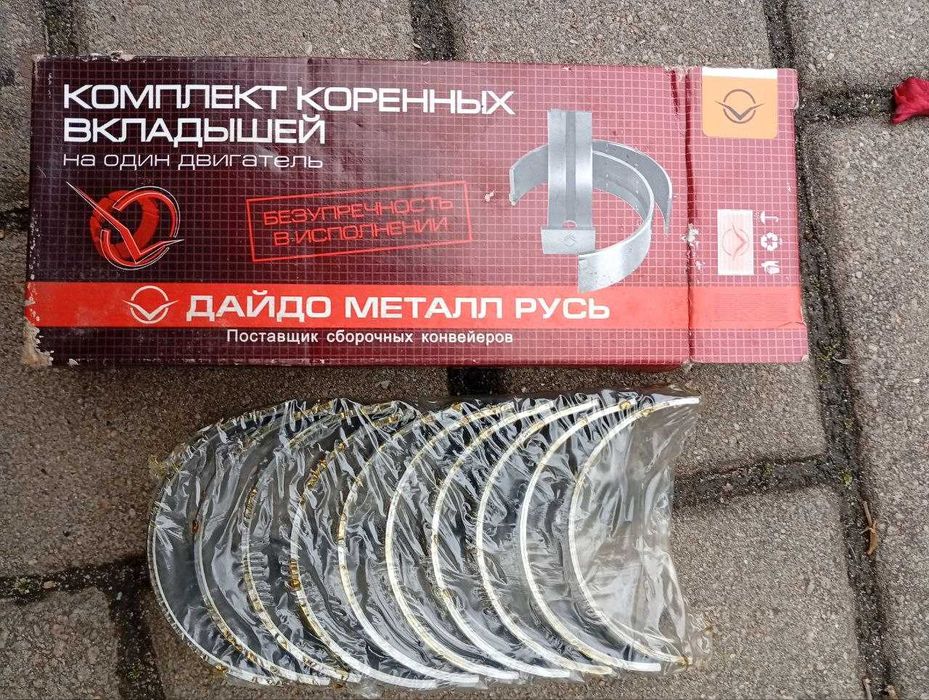 КОМПЛЕКТ КОРЕННЫХ
ВКЛАДЫШЕЙ
на один двигатель
БЕЗУПРЕЧНОСТЬ
В ИСПОЛНЕНИИ
ДАЙДО МЕТАЛЛ РУСЬ
Поставщик сборочных конвейеров